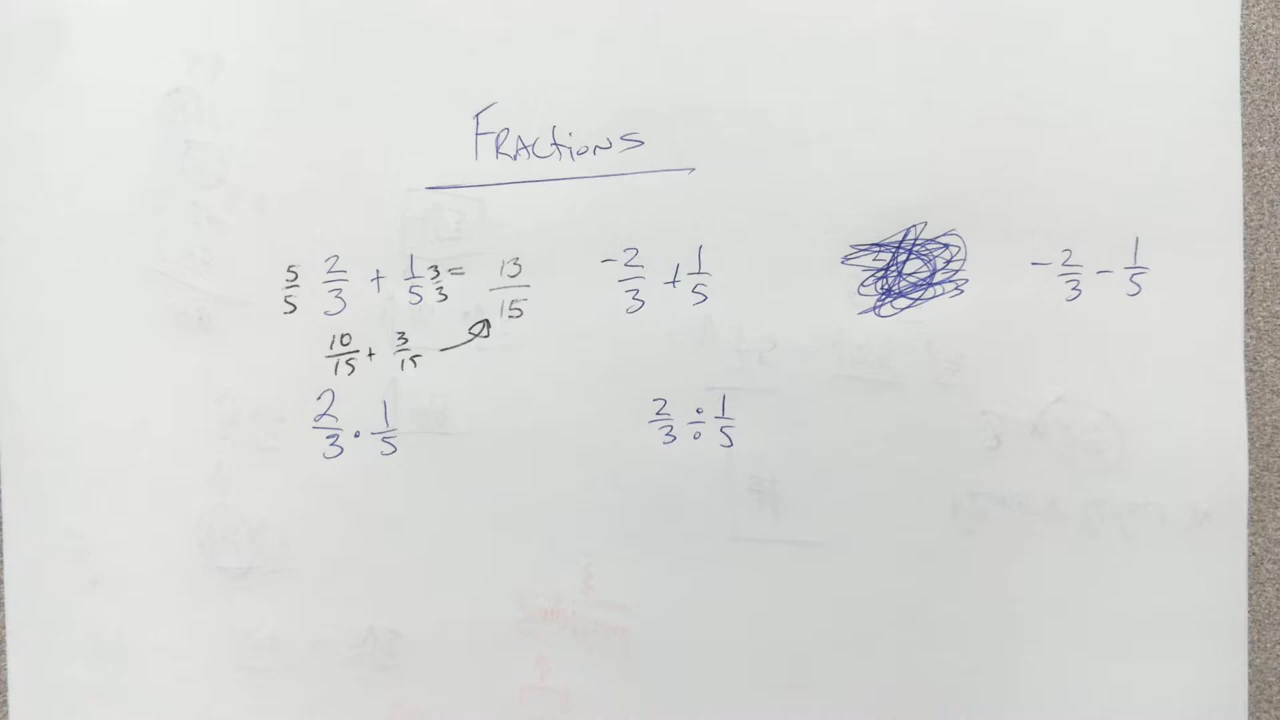 Fractions
5/5 2/3 + 1/5 3/3 = 13/15
-2/3 + 1/5
-2/3 - 1/5
10/15 + 3/15
2/3 · 1/5
2/3 ÷ 1/5